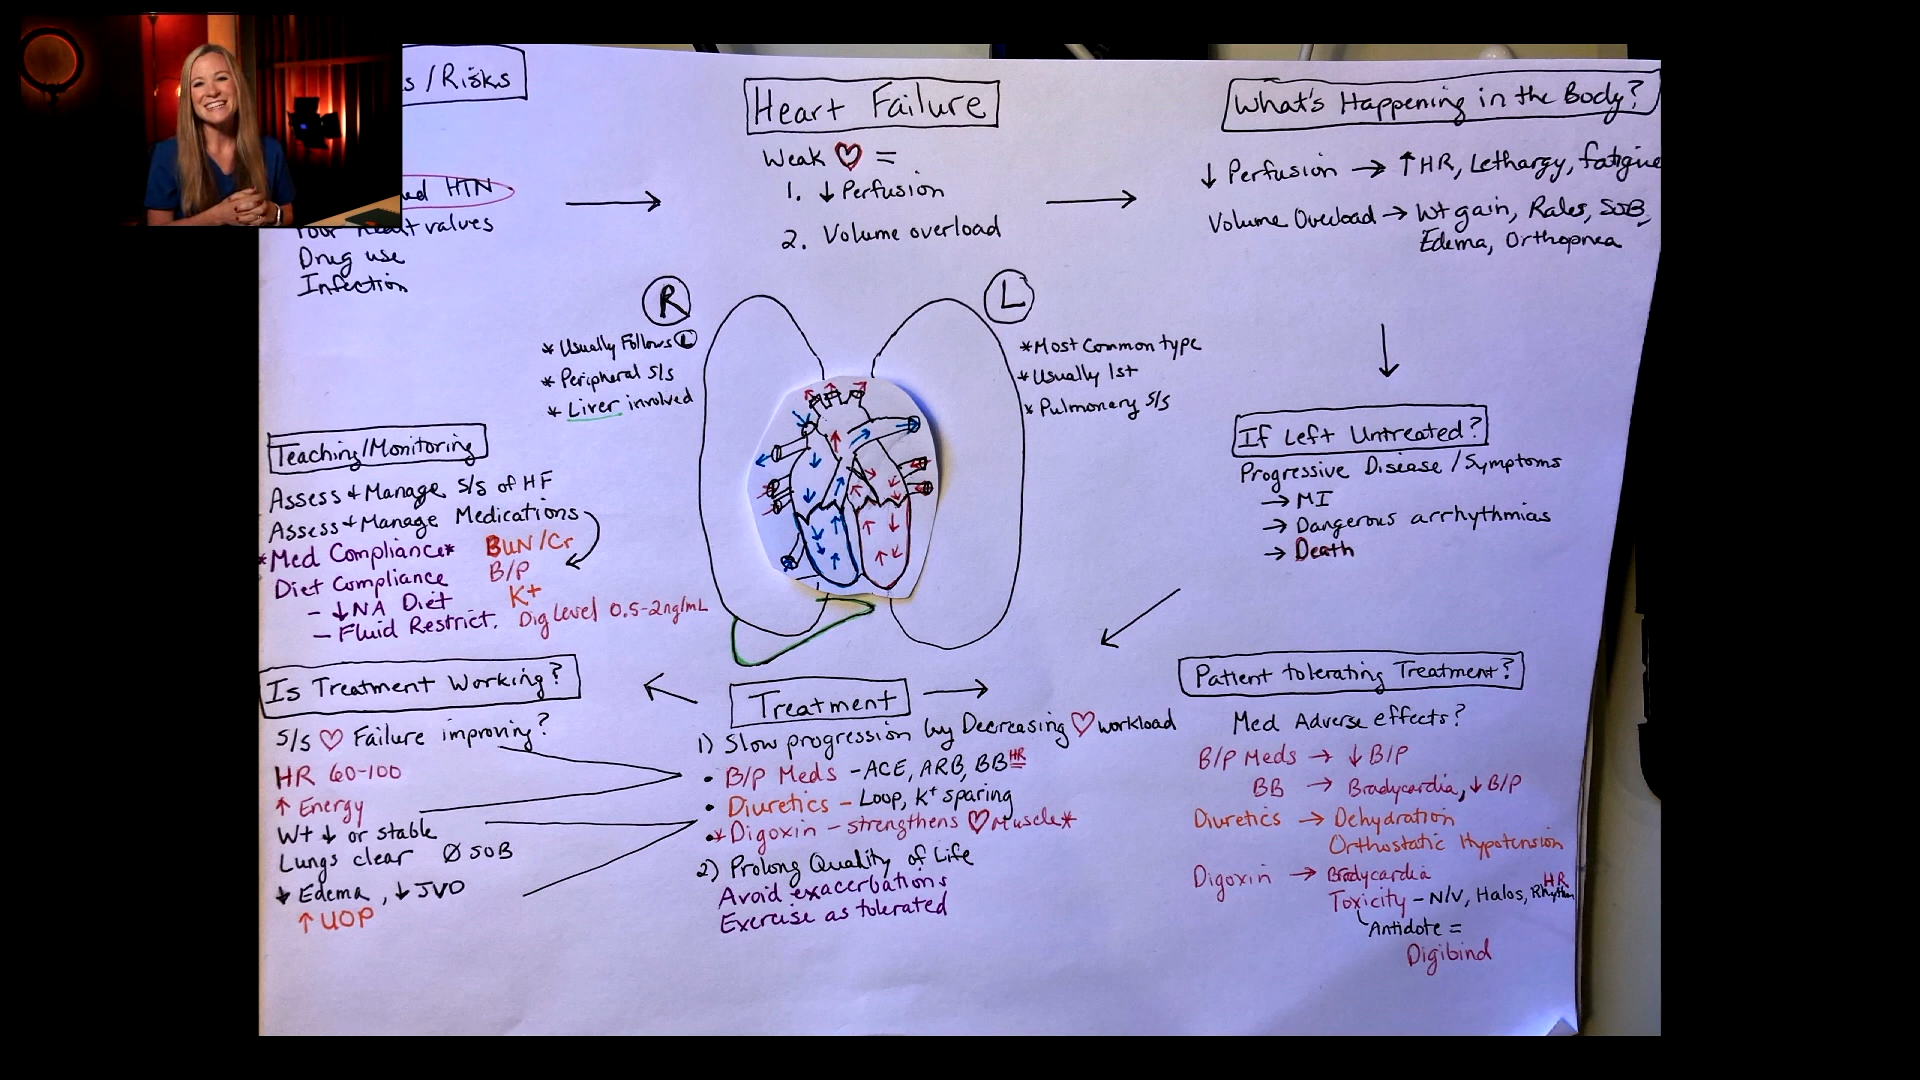 s/Risks
ed HTN
Poor heart valves
Drug use
Infection
Heart Failure
Weak ♡ =
1. ↓ Perfusion
2. Volume overload
What's Happening in the Body?
↓ Perfusion → ↑HR, Lethargy, fatigue
Volume Overload → Wt gain, Rales, SOB,
Edema, Orthopnea
R
* Usually Follows L
* Peripheral s/s
* Liver involved
L
*Most Common type
*Usually 1st
* Pulmonary s/s
If Left Untreated?
Progressive Disease / Symptoms
→ MI
→ Dangerous arrhythmias
→ Death
Teaching/Monitoring
Assess + Manage s/s of HF
Assess + Manage Medications
*Med Compliance*
Diet Compliance
- ↓NA Diet
- Fluid Restrict.
BUN/Cr
B/P
K+
Dig Level 0.5-2ng/mL
Is Treatment Working?
s/s ♡ Failure improving?
HR 60-100
↑ Energy
Wt ↓ or stable
Lungs clear Ø SOB
↓ Edema, ↓ JVD
↑ UOP
Treatment
1) Slow progression by Decreasing ♡ workload
• B/P Meds - ACE, ARB, BB HR
• Diuretics - Loop, K+ sparing
•* Digoxin - strengthens ♡ Muscle*
2) Prolong Quality of Life
Avoid exacerbations
Exercise as tolerated
Patient tolerating Treatment?
Med Adverse effects?
B/P Meds → ↓ B/P
BB → Bradycardia, ↓ B/P
Diuretics → Dehydration
Orthostatic Hypotension
Digoxin → Bradycardia
HR
Toxicity - N/V, Halos, Rhythm
Antidote =
Digibind